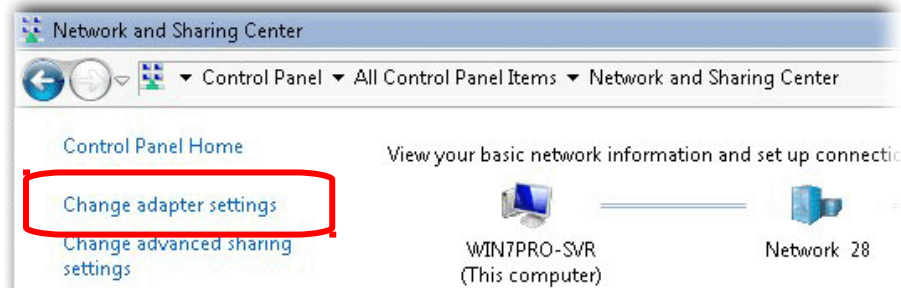 Network and Sharing Center
Control Panel All Control Panel Items Network and Sharing Center
Control Panel Home
View your basic network information and set up connectic
Change adapter settings
Change advanced sharing
settings
WIN7PRO-SVR
(This computer)
Network 28